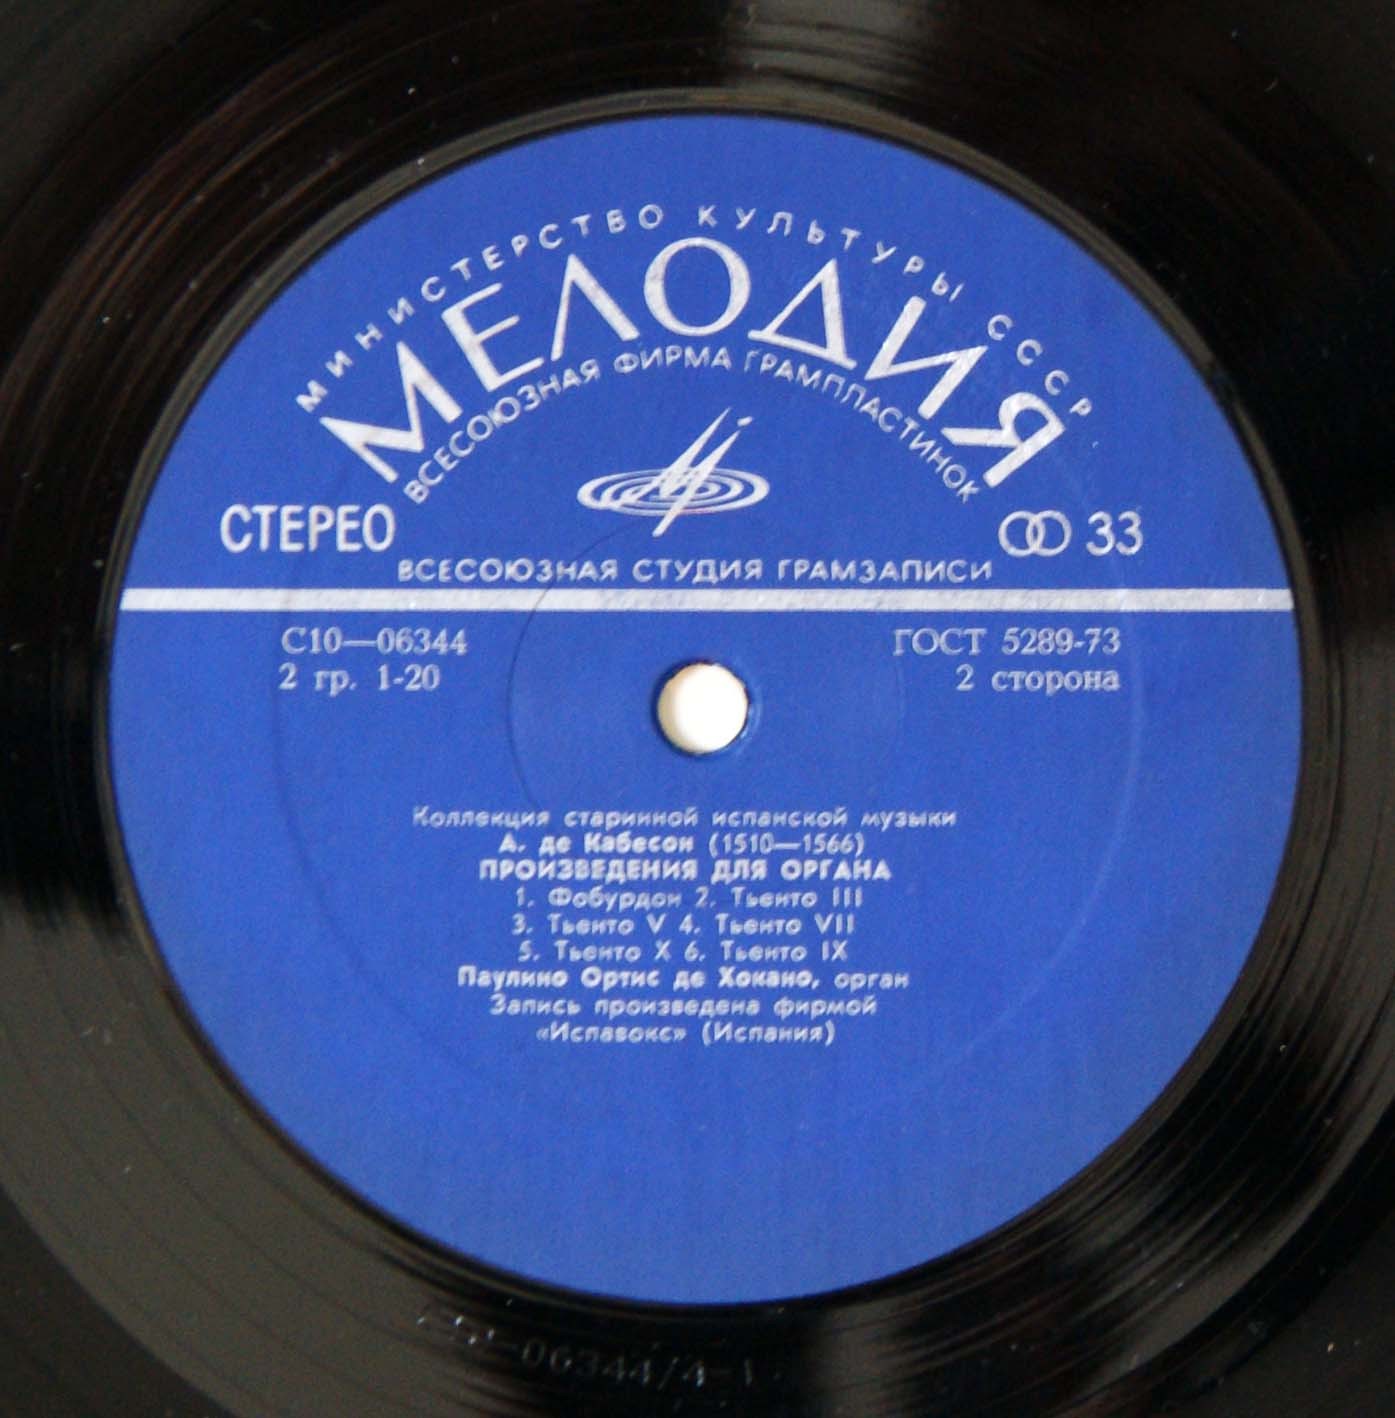 МИНИСТЕРСТВО КУЛЬТУРЫ СССР
МЕЛОДИЯ
ВСЕСОЮЗНАЯ ФИРМА ГРАМПЛАСТИНОК
СТЕРЕО
33
ВСЕСОЮЗНАЯ СТУДИЯ ГРАМЗАПИСИ
С10—06344
ГОСТ 5289-73
2 гр. 1-20
2 сторона
Коллекция старинной испанской музыки
А. де Кабесон (1510—1566)
ПРОИЗВЕДЕНИЯ ДЛЯ ОРГАНА
1. Фобурдон 2. Тьенто III
3. Тьенто V 4. Тьенто VII
5. Тьенто X 6. Тьенто IX
Паулино Ортис де Хокано, орган
Запись произведена фирмой
«Испавокс» (Испания)
06344/4-1